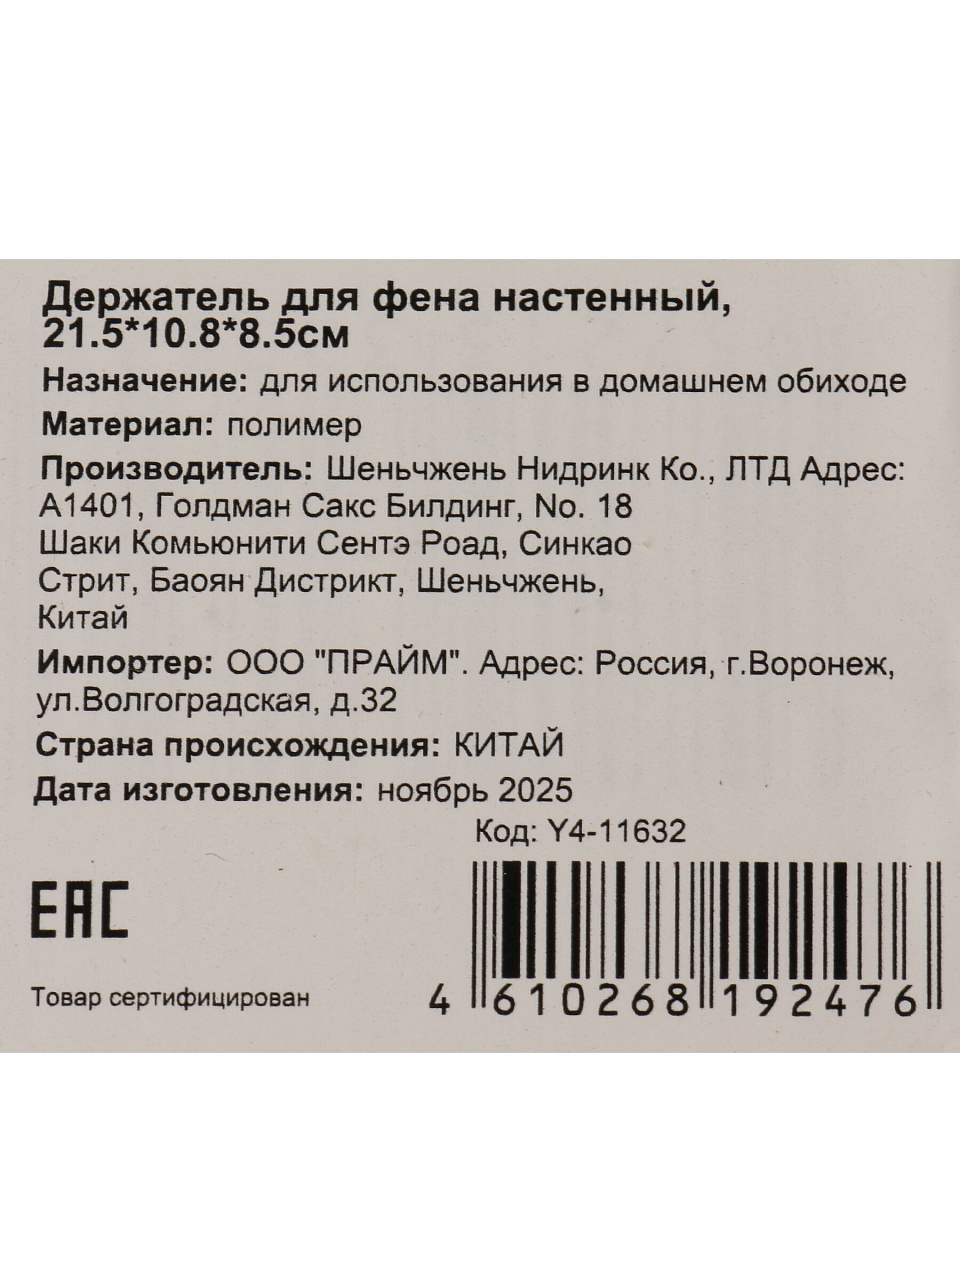 Держатель для фена настенный,
21.5*10.8*8.5см
Назначение: для использования в домашнем обиходе
Материал: полимер
Производитель: Шеньчжень Нидринк Ко., ЛТД Адрес:
А1401, Голдман Сакс Билдинг, No. 18
Шаки Комьюнити Сентэ Роад, Синкао
Стрит, Баоян Дистрикт, Шеньчжень,
Китай
Импортер: ООО "ПРАЙМ". Адрес: Россия, г.Воронеж,
ул.Волгоградская, д.32
Страна происхождения: КИТАЙ
Дата изготовления: ноябрь 2025
Код: Y4-11632
EAC
Товар сертифицирован
4 610268 192476